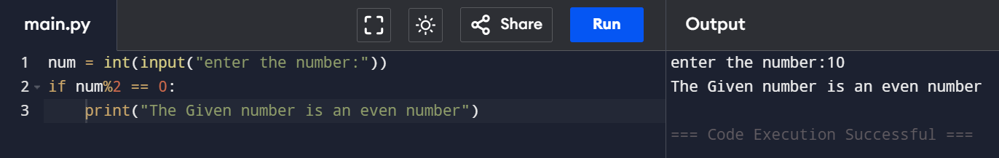 main.py Share Run Output
1 num = int(input("enter the number:"))
2 if num%2 == 0:
3     print("The Given number is an even number")
enter the number:10
The Given number is an even number
=== Code Execution Successful ===